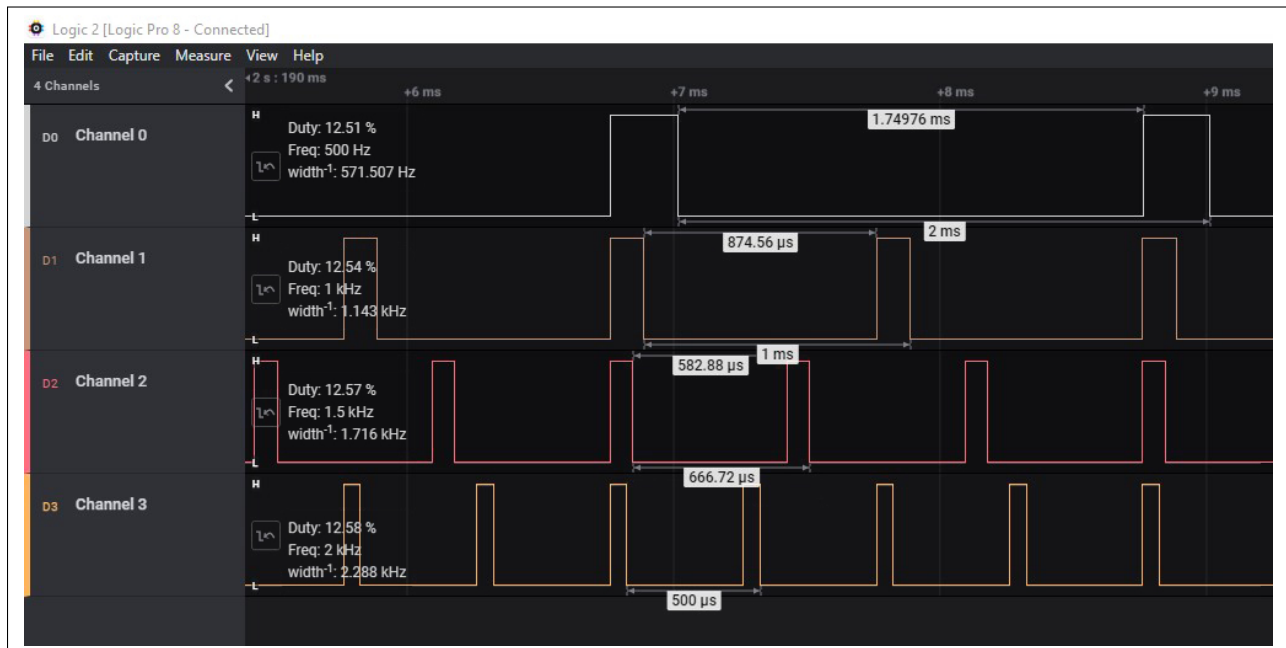 Logic 2 [Logic Pro 8 - Connected]
File Edit Capture Measure View Help
4 Channels
2 s : 190 ms
+6 ms +7 ms +8 ms +9 ms
D0 Channel 0
H
Duty: 12.51 %
Freq: 500 Hz
width-1: 571.507 Hz
L
1.74976 ms
2 ms
D1 Channel 1
H
Duty: 12.54 %
Freq: 1 kHz
width-1: 1.143 kHz
L
874.56 µs
1 ms
D2 Channel 2
H
Duty: 12.57 %
Freq: 1.5 kHz
width-1: 1.716 kHz
L
582.88 µs
666.72 µs
D3 Channel 3
H
Duty: 12.58 %
Freq: 2 kHz
width-1: 2.288 kHz
L
500 µs